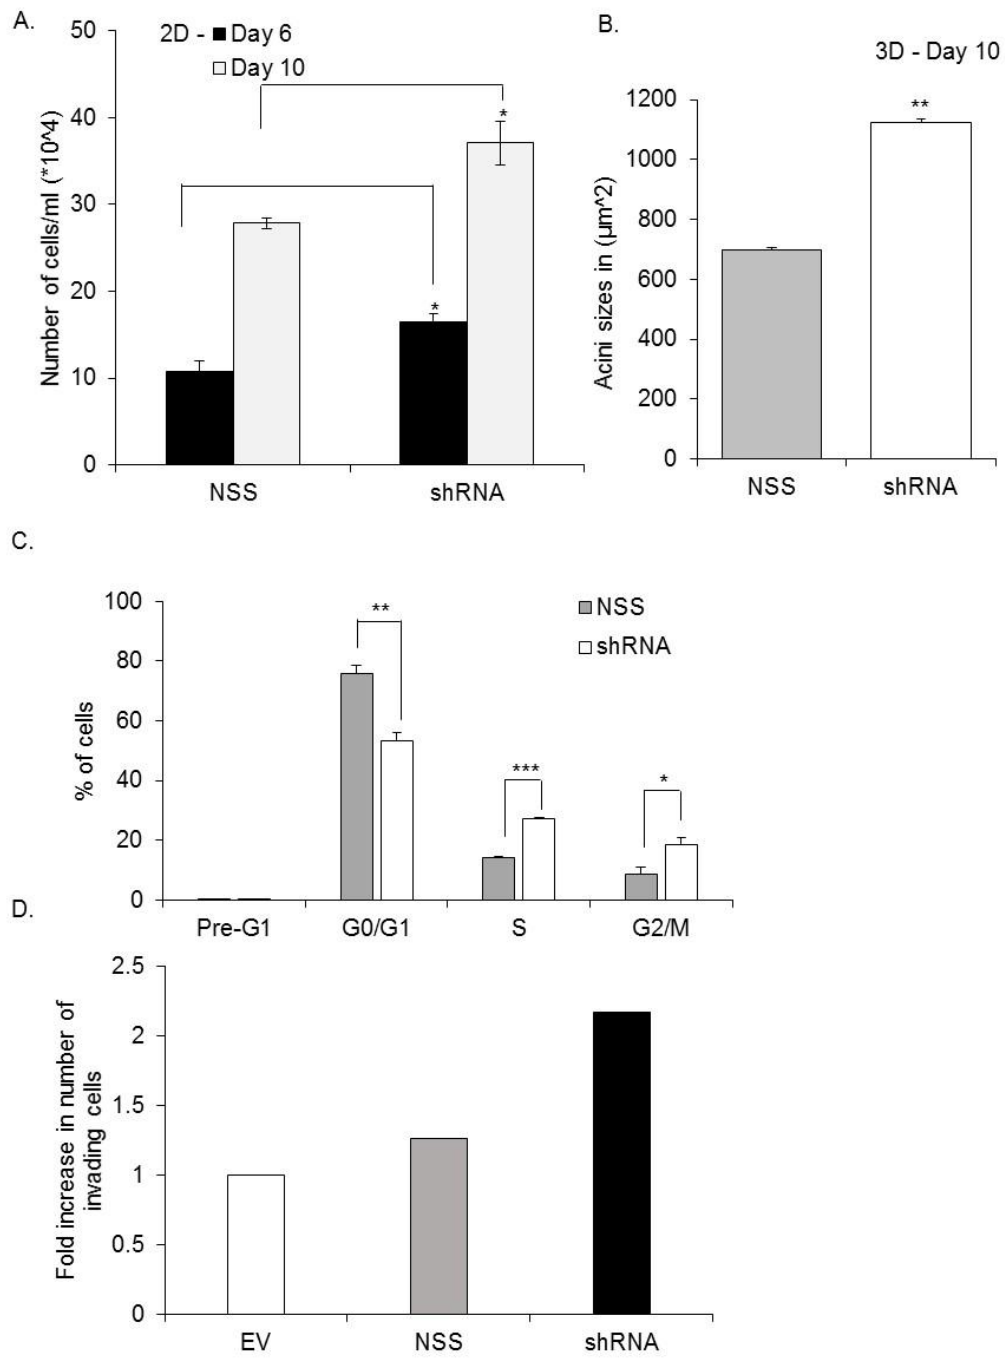 A.
2D - Day 6
Day 10
Number of cells/ml (*10^4)
50
40
30
20
10
0
*
*
NSS
shRNA
B.
3D - Day 10
Acini sizes in (µm^2)
1200
1000
800
600
400
200
0
**
NSS
shRNA
C.
% of cells
100
80
60
40
20
0
NSS
shRNA
**
***
*
Pre-G1
G0/G1
S
G2/M
D.
Fold increase in number of
invading cells
2.5
2
1.5
1
0.5
0
EV
NSS
shRNA